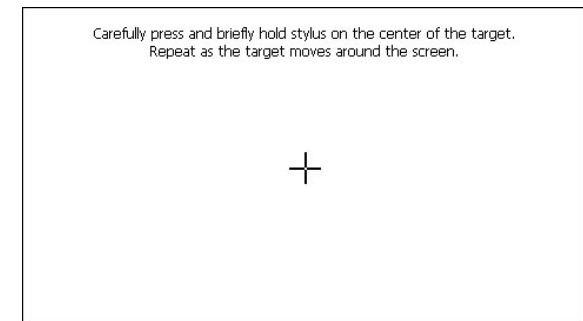 Carefully press and briefly hold stylus on the center of the target.
Repeat as the target moves around the screen.